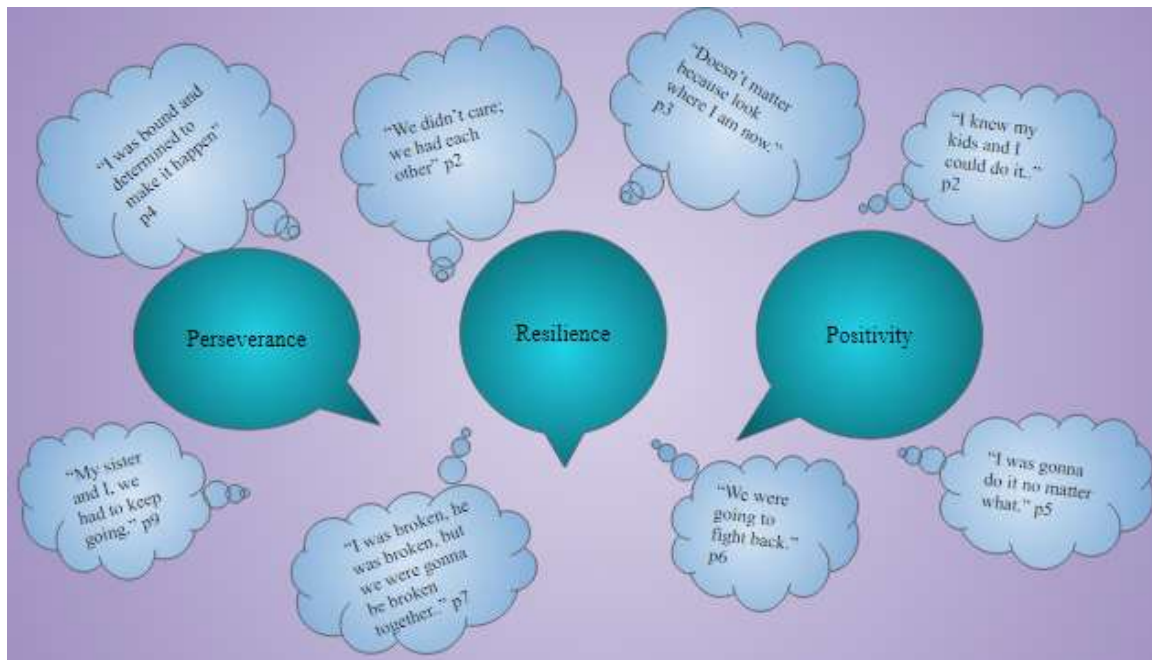 “I was bound and
determined to
make it happen”
p4
“We didn’t care;
we had each
other” p2
“Doesn’t matter
because look
where I am now.”
p3
“I knew my
kids and I
could do it..”
p2
Perseverance
Resilience
Positivity
“My sister
and I, we
had to keep
going.” p9
“I was broken, he
was broken, but
we were gonna
be broken
together..” p7
“We were
going to
fight back.”
p6
“I was gonna
do it no matter
what.” p5